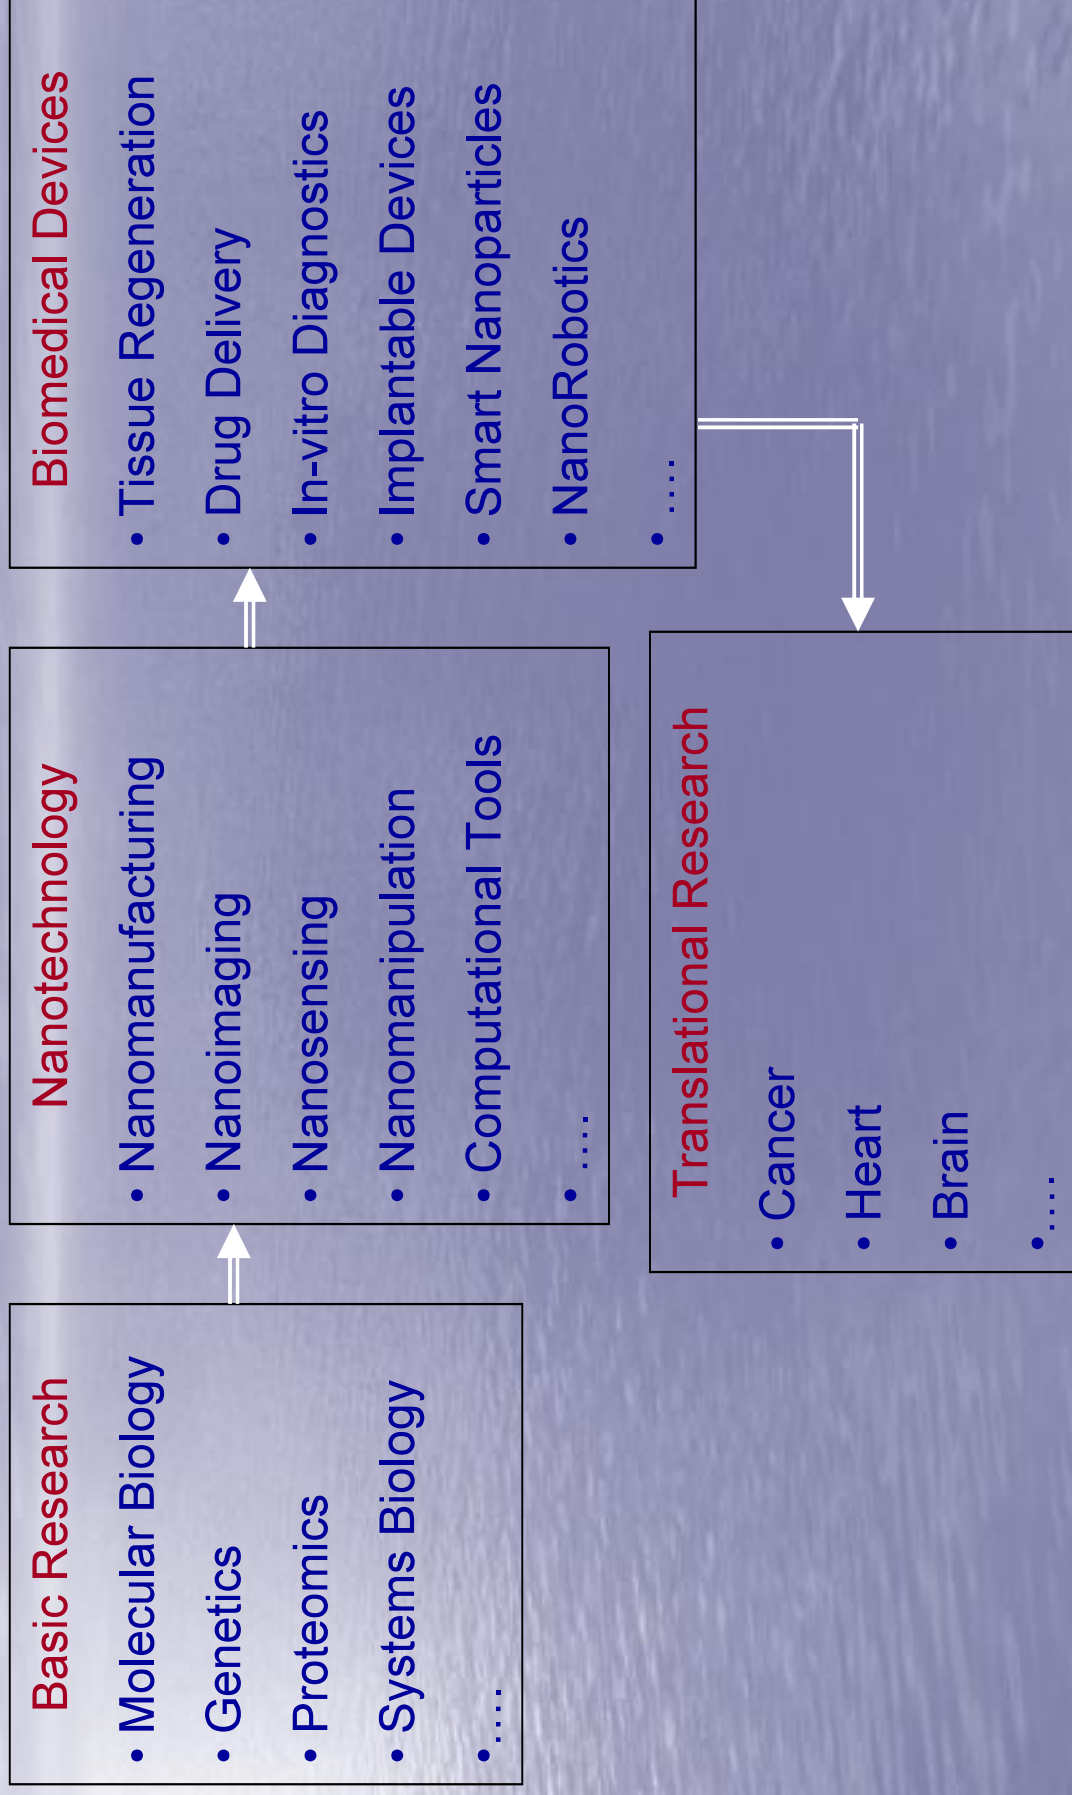 Basic Research
• Molecular Biology
• Genetics
• Proteomics
• Systems Biology
•....
Nanotechnology
• Nanomanufacturing
• Nanoimaging
• Nanosensing
• Nanomanipulation
• Computational Tools
• ....
Biomedical Devices
• Tissue Regeneration
• Drug Delivery
• In-vitro Diagnostics
• Implantable Devices
• Smart Nanoparticles
• NanoRobotics
• ....
Translational Research
• Cancer
• Heart
• Brain
•....